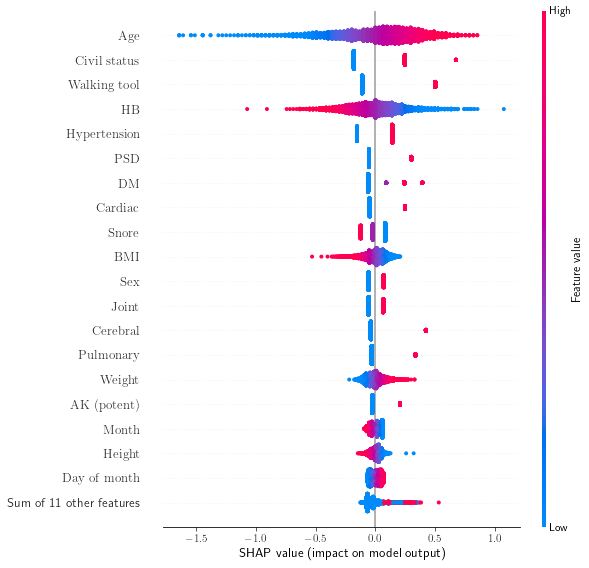 High
Age
Civil status
Walking tool
HB
Hypertension
PSD
DM
Cardiac
Snore
BMI
Sex
Joint
Cerebral
Pulmonary
Weight
AK (potent)
Month
Height
Day of month
Sum of 11 other features
Feature value
Low
−1.5 −1.0 −0.5 0.0 0.5 1.0
SHAP value (impact on model output)